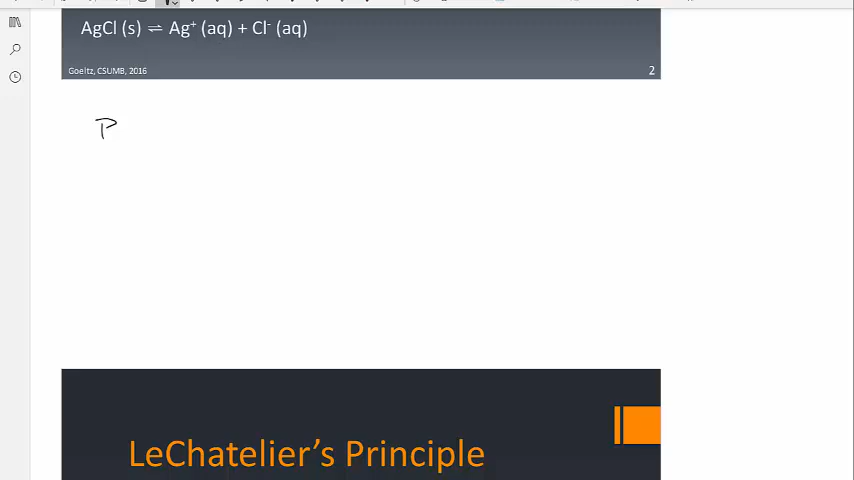 AgCl (s) ⇌ Ag⁺ (aq) + Cl⁻ (aq)
Goeltz, CSUMB, 2016
2
P
LeChatelier's Principle